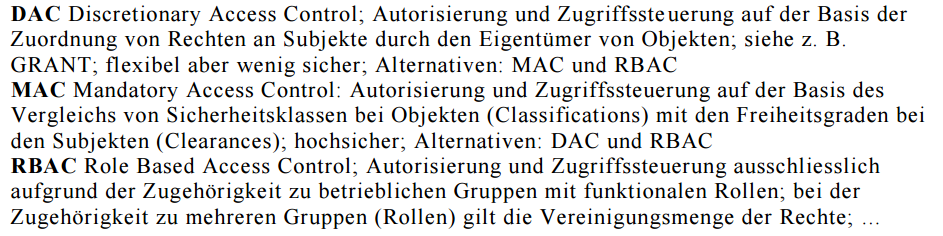 DAC Discretionary Access Control; Autorisierung und Zugriffssteuerung auf der Basis der
Zuordnung von Rechten an Subjekte durch den Eigentümer von Objekten; siehe z. B.
GRANT; flexibel aber wenig sicher; Alternativen: MAC und RBAC
MAC Mandatory Access Control: Autorisierung und Zugriffssteuerung auf der Basis des
Vergleichs von Sicherheitsklassen bei Objekten (Classifications) mit den Freiheitsgraden bei
den Subjekten (Clearances); hochsicher; Alternativen: DAC und RBAC
RBAC Role Based Access Control; Autorisierung und Zugriffssteuerung ausschliesslich
aufgrund der Zugehörigkeit zu betrieblichen Gruppen mit funktionalen Rollen; bei der
Zugehörigkeit zu mehreren Gruppen (Rollen) gilt die Vereinigungsmenge der Rechte; ...